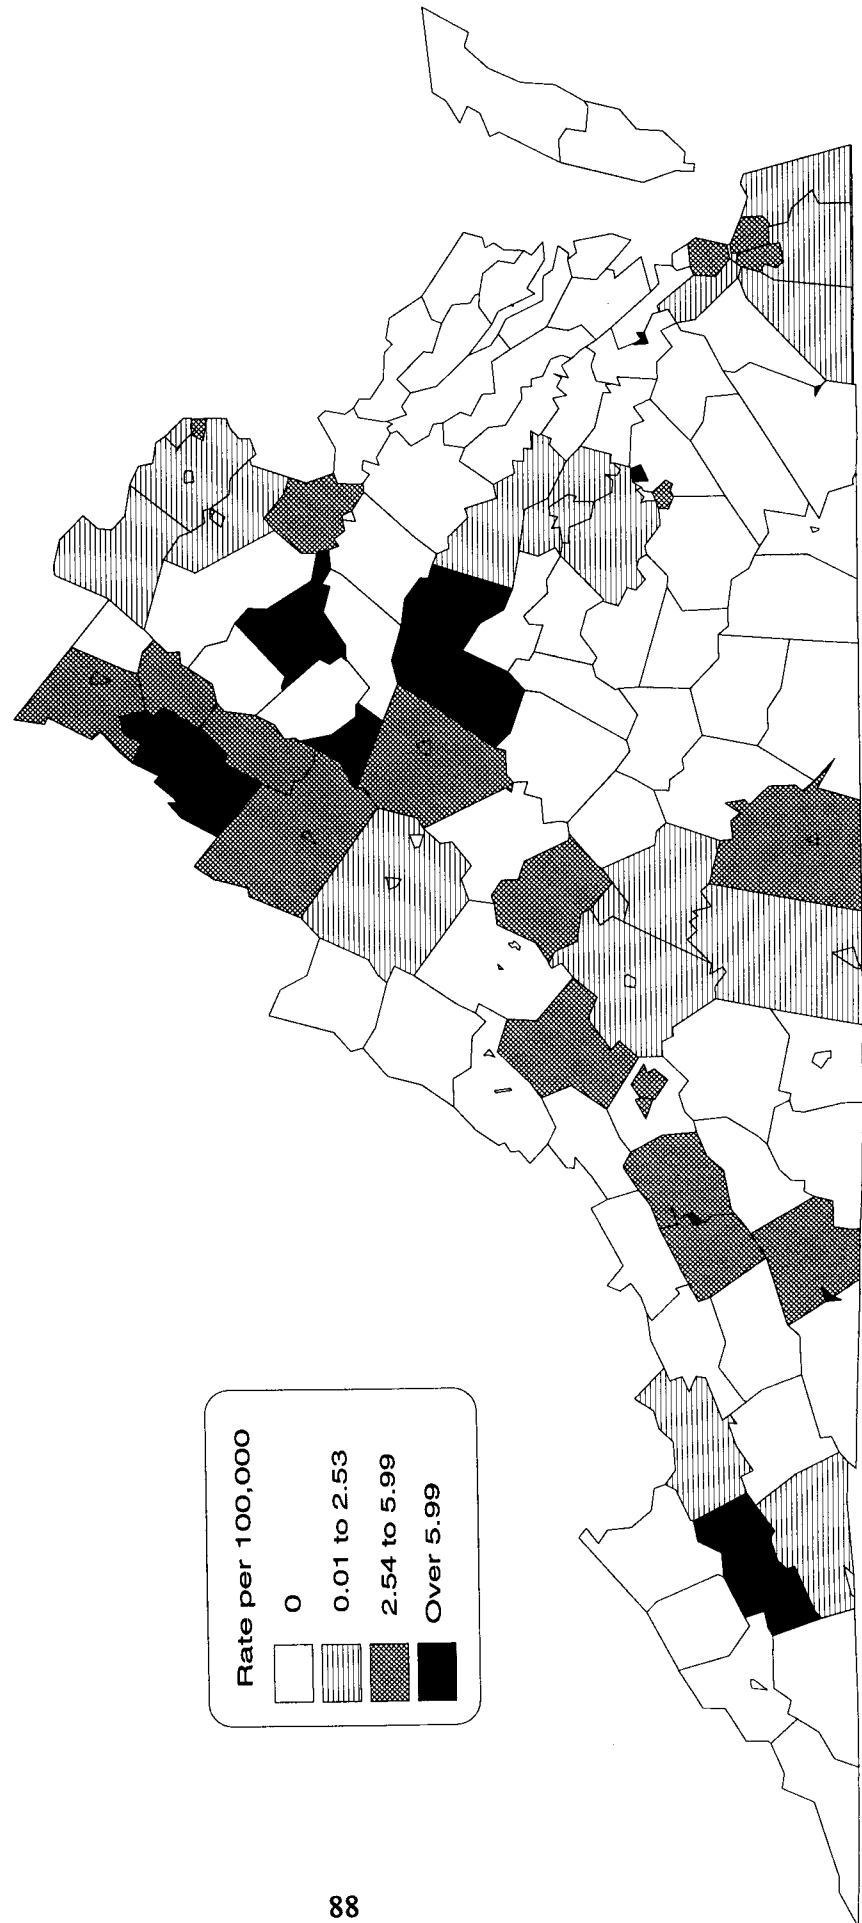 Rate per 100,000
0
0.01 to 2.53
2.54 to 5.99
Over 5.99
88